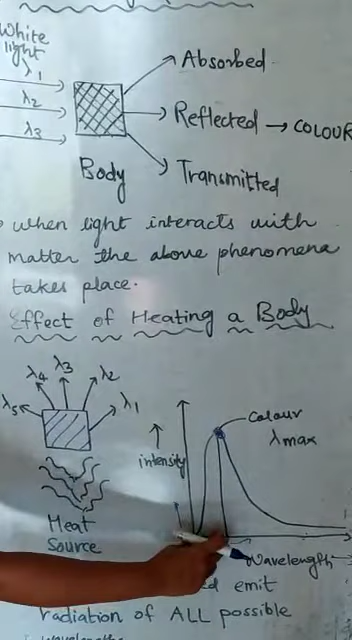 White
light
λ1
λ2
λ3
Body
Absorbed
Reflected → COLOUR
Transmitted
when light interacts with
matter the above phenomena
takes place.
Effect of Heating a Body
λ5 λ4 λ3 λ2 λ1
Heat
Source
intensity
Colour
λmax
Wavelength
emit
radiation of ALL possible